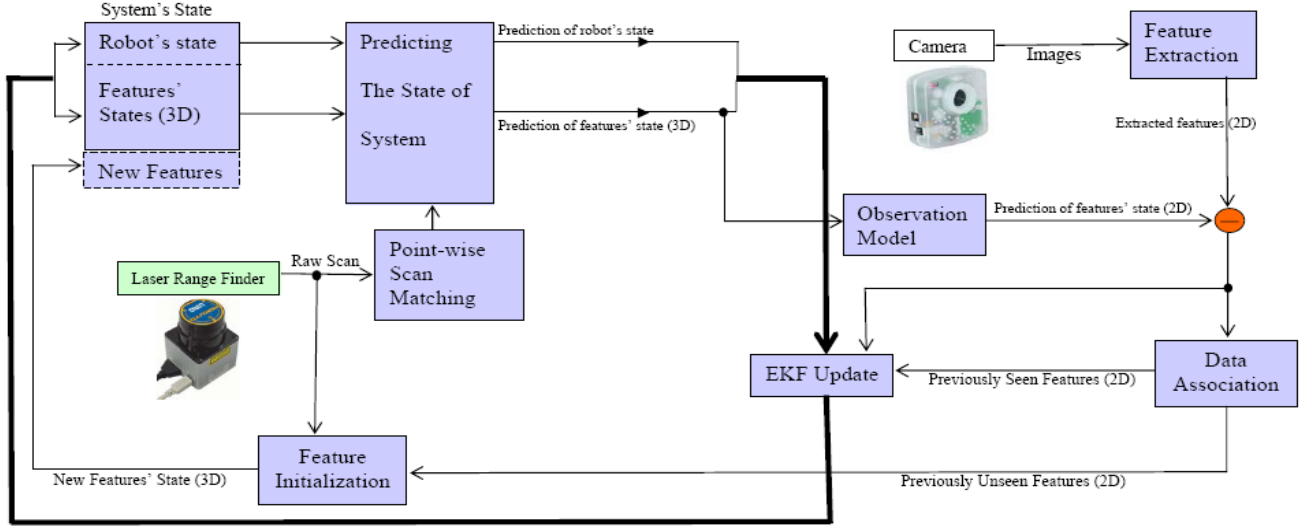 System's State
Robot's state
Features'
States (3D)
New Features
Predicting
The State of
System
Prediction of robot's state
Prediction of features' state (3D)
Camera
Images
Feature
Extraction
Extracted features (2D)
Observation
Model
Prediction of features' state (2D)
Laser Range Finder
Raw Scan
Point-wise
Scan
Matching
EKF Update
Previously Seen Features (2D)
Data
Association
Feature
Initialization
New Features' State (3D)
Previously Unseen Features (2D)